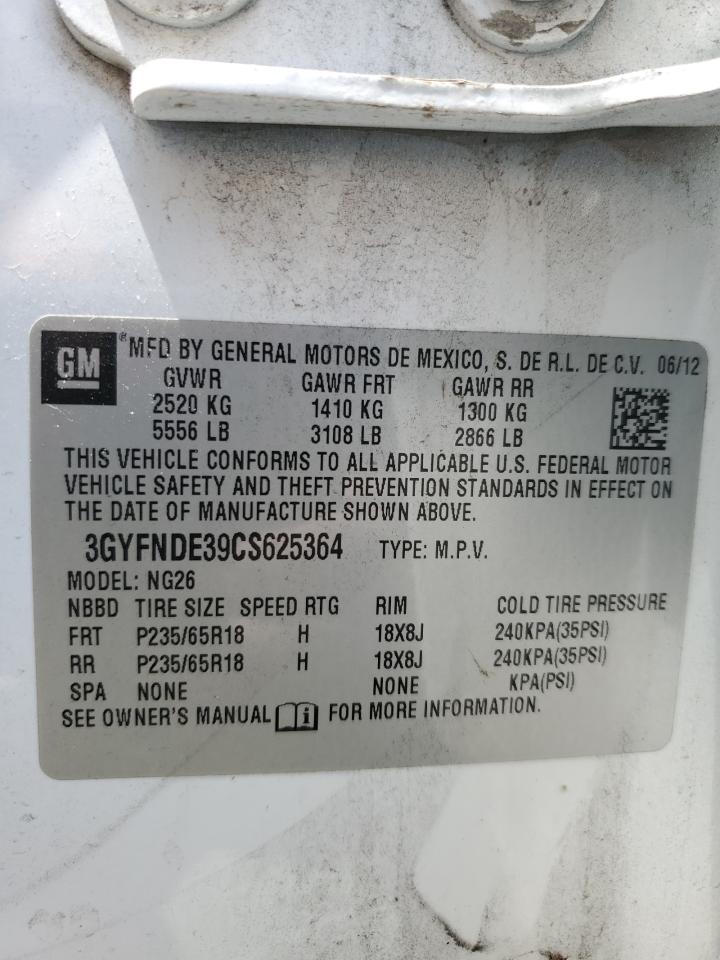 GM
®MFD BY GENERAL MOTORS DE MEXICO, S. DE R.L. DE C.V. 06/12
GVWR GAWR FRT GAWR RR
2520 KG 1410 KG 1300 KG
5556 LB 3108 LB 2866 LB
THIS VEHICLE CONFORMS TO ALL APPLICABLE U.S. FEDERAL MOTOR
VEHICLE SAFETY AND THEFT PREVENTION STANDARDS IN EFFECT ON
THE DATE OF MANUFACTURE SHOWN ABOVE.
3GYFNDE39CS625364 TYPE: M.P.V.
MODEL: NG26
NBBD TIRE SIZE SPEED RTG RIM COLD TIRE PRESSURE
FRT P235/65R18 H 18X8J 240KPA(35PSI)
RR P235/65R18 H 18X8J 240KPA(35PSI)
SPA NONE NONE KPA(PSI)
SEE OWNER'S MANUAL i FOR MORE INFORMATION.